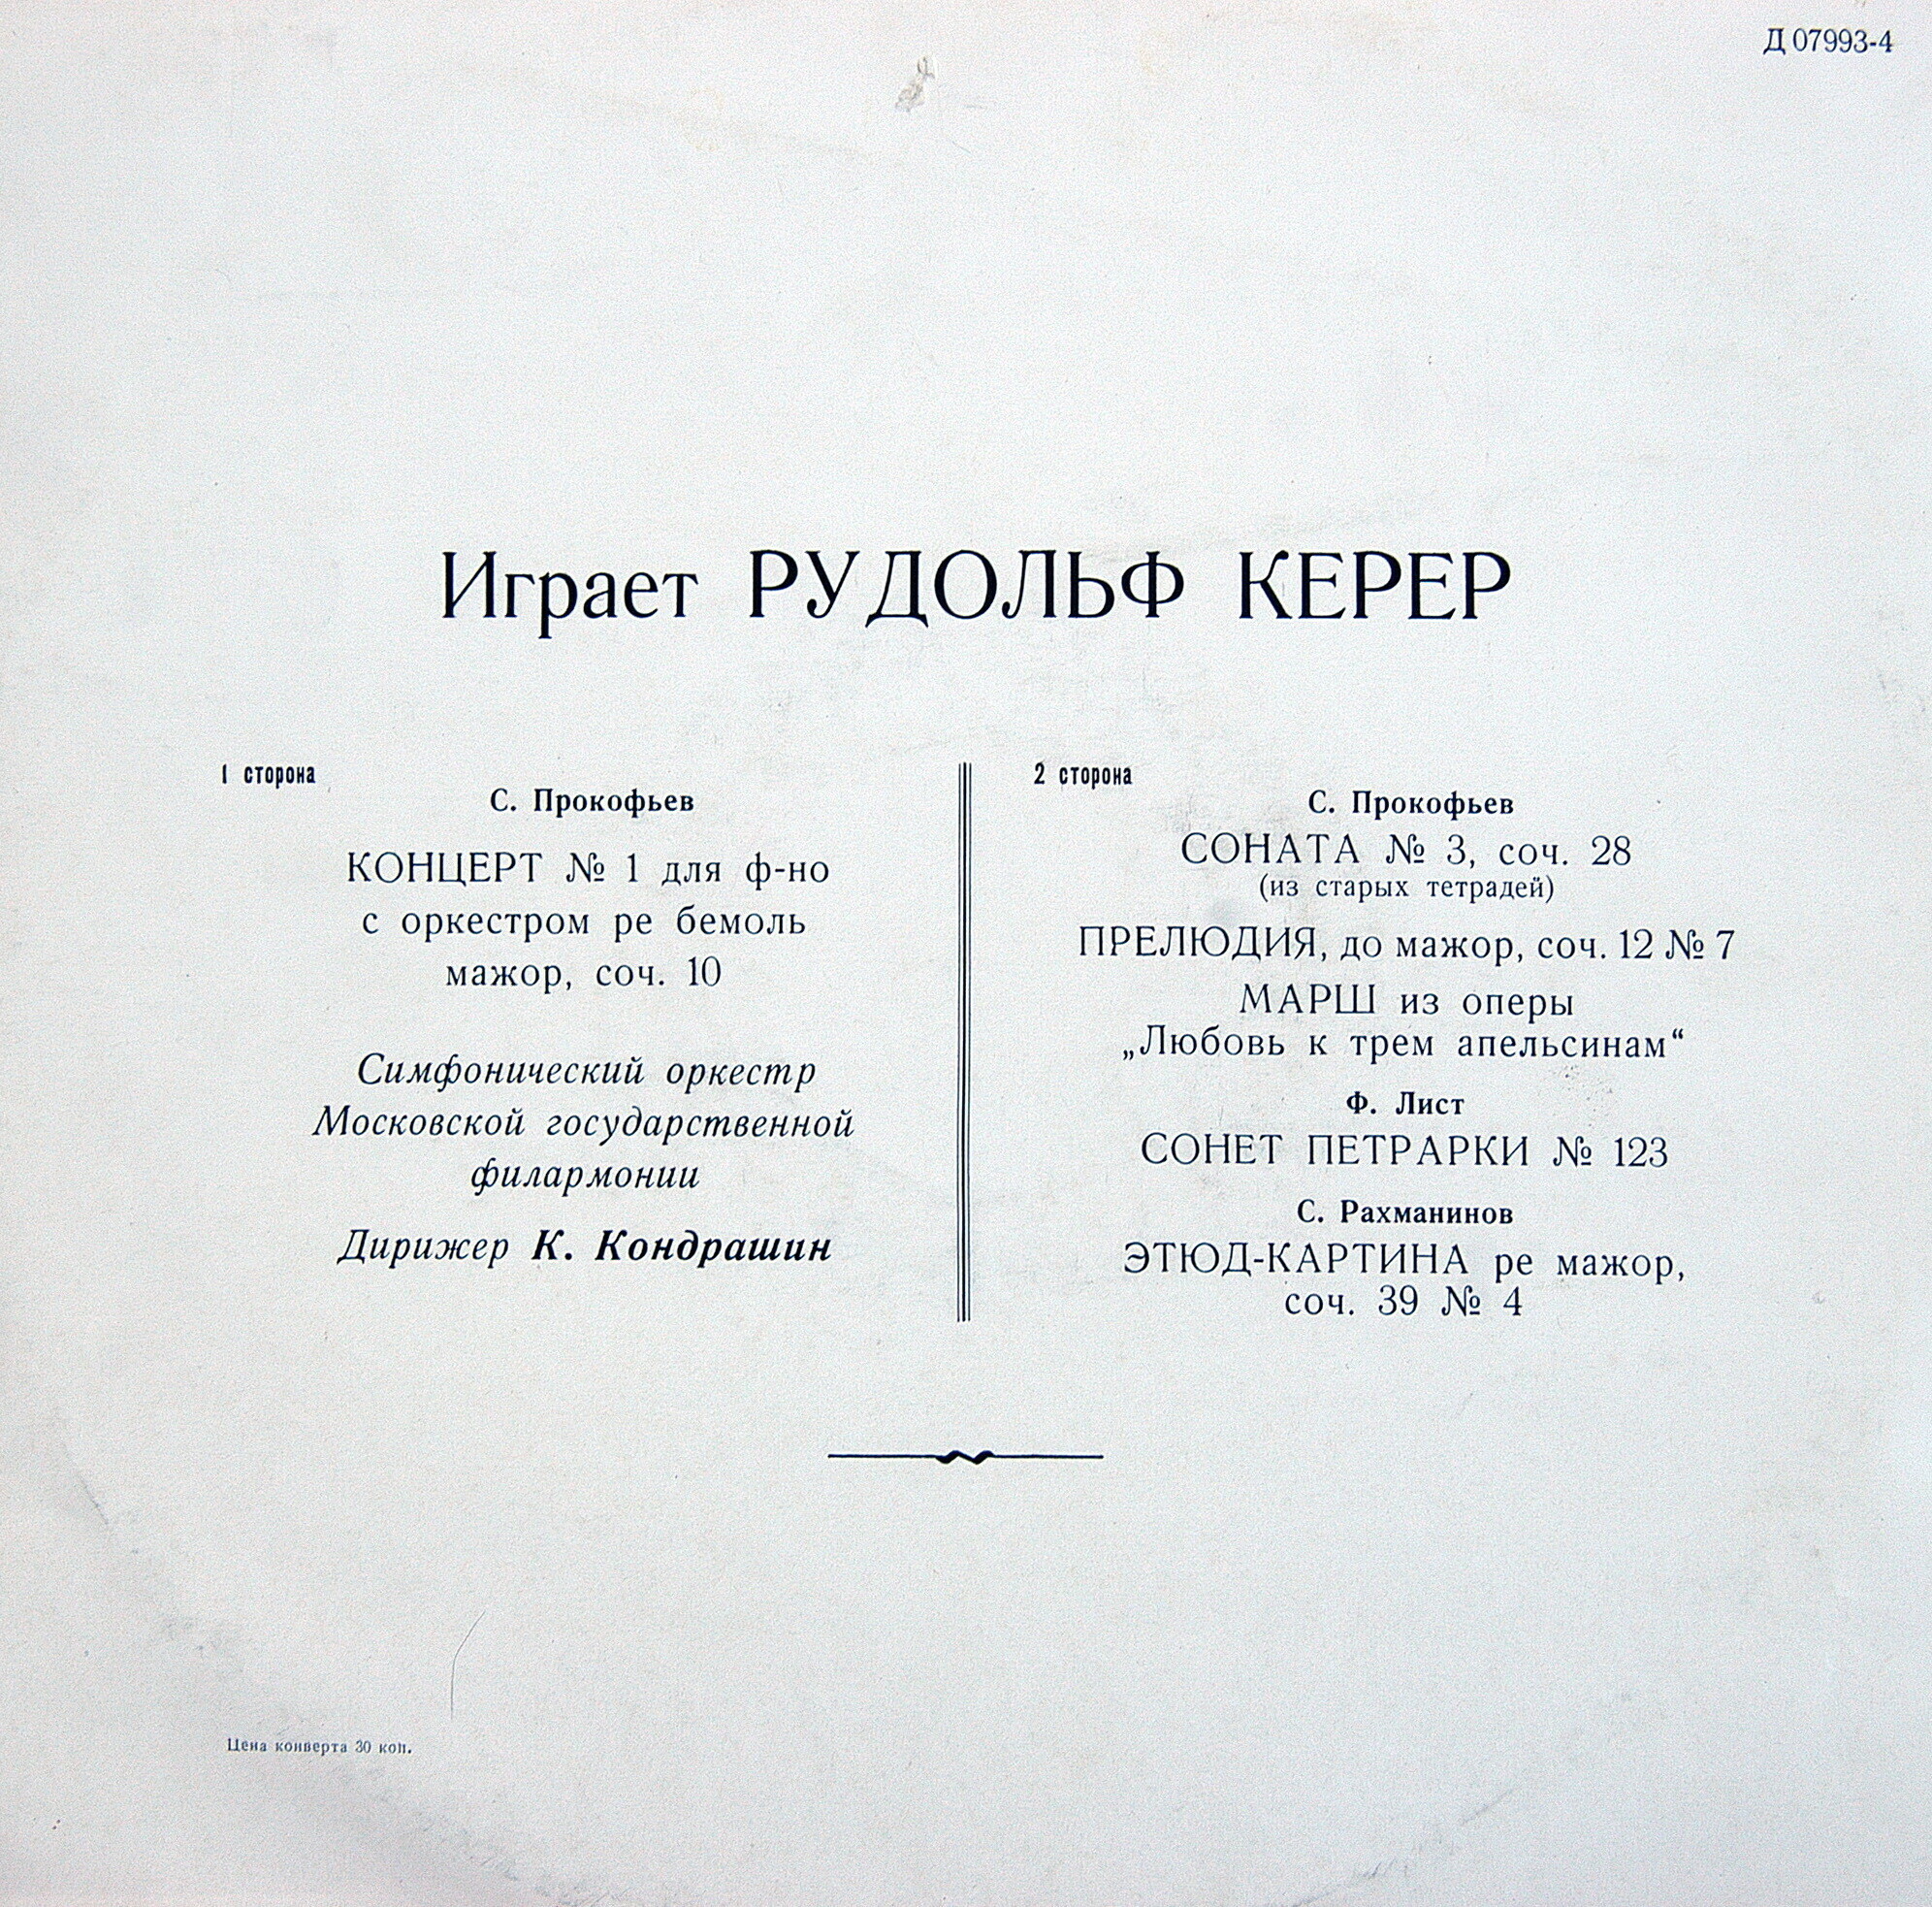 Д 07993-4
Играет РУДОЛЬФ КЕРЕР
1 сторона
С. Прокофьев
КОНЦЕРТ № 1 для ф-но
с оркестром ре бемоль
мажор, соч. 10
Симфонический оркестр
Московской государственной
филармонии
Дирижер К. Кондрашин
2 сторона
С. Прокофьев
СОНАТА № 3, соч. 28
(из старых тетрадей)
ПРЕЛЮДИЯ, до мажор, соч. 12 № 7
МАРШ из оперы
„Любовь к трем апельсинам“
Ф. Лист
СОНЕТ ПЕТРАРКИ № 123
С. Рахманинов
ЭТЮД-КАРТИНА ре мажор,
соч. 39 № 4
Цена конверта 30 коп.